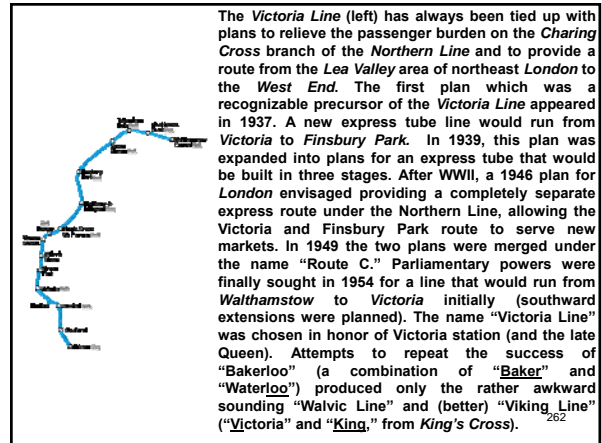 The Victoria Line (left) has always been tied up with
plans to relieve the passenger burden on the Charing
Cross branch of the Northern Line and to provide a
route from the Lea Valley area of northeast London to
the West End. The first plan which was a
recognizable precursor of the Victoria Line appeared
in 1937. A new express tube line would run from
Victoria to Finsbury Park. In 1939, this plan was
expanded into plans for an express tube that would
be built in three stages. After WWII, a 1946 plan for
London envisaged providing a completely separate
express route under the Northern Line, allowing the
Victoria and Finsbury Park route to serve new
markets. In 1949 the two plans were merged under
the name “Route C.” Parliamentary powers were
finally sought in 1954 for a line that would run from
Walthamstow to Victoria initially (southward
extensions were planned). The name “Victoria Line”
was chosen in honor of Victoria station (and the late
Queen). Attempts to repeat the success of
“Bakerloo” (a combination of “Baker” and
“Waterloo”) produced only the rather awkward
sounding “Walvic Line” and (better) “Viking Line”
(“Victoria” and “King,” from King’s Cross).
262